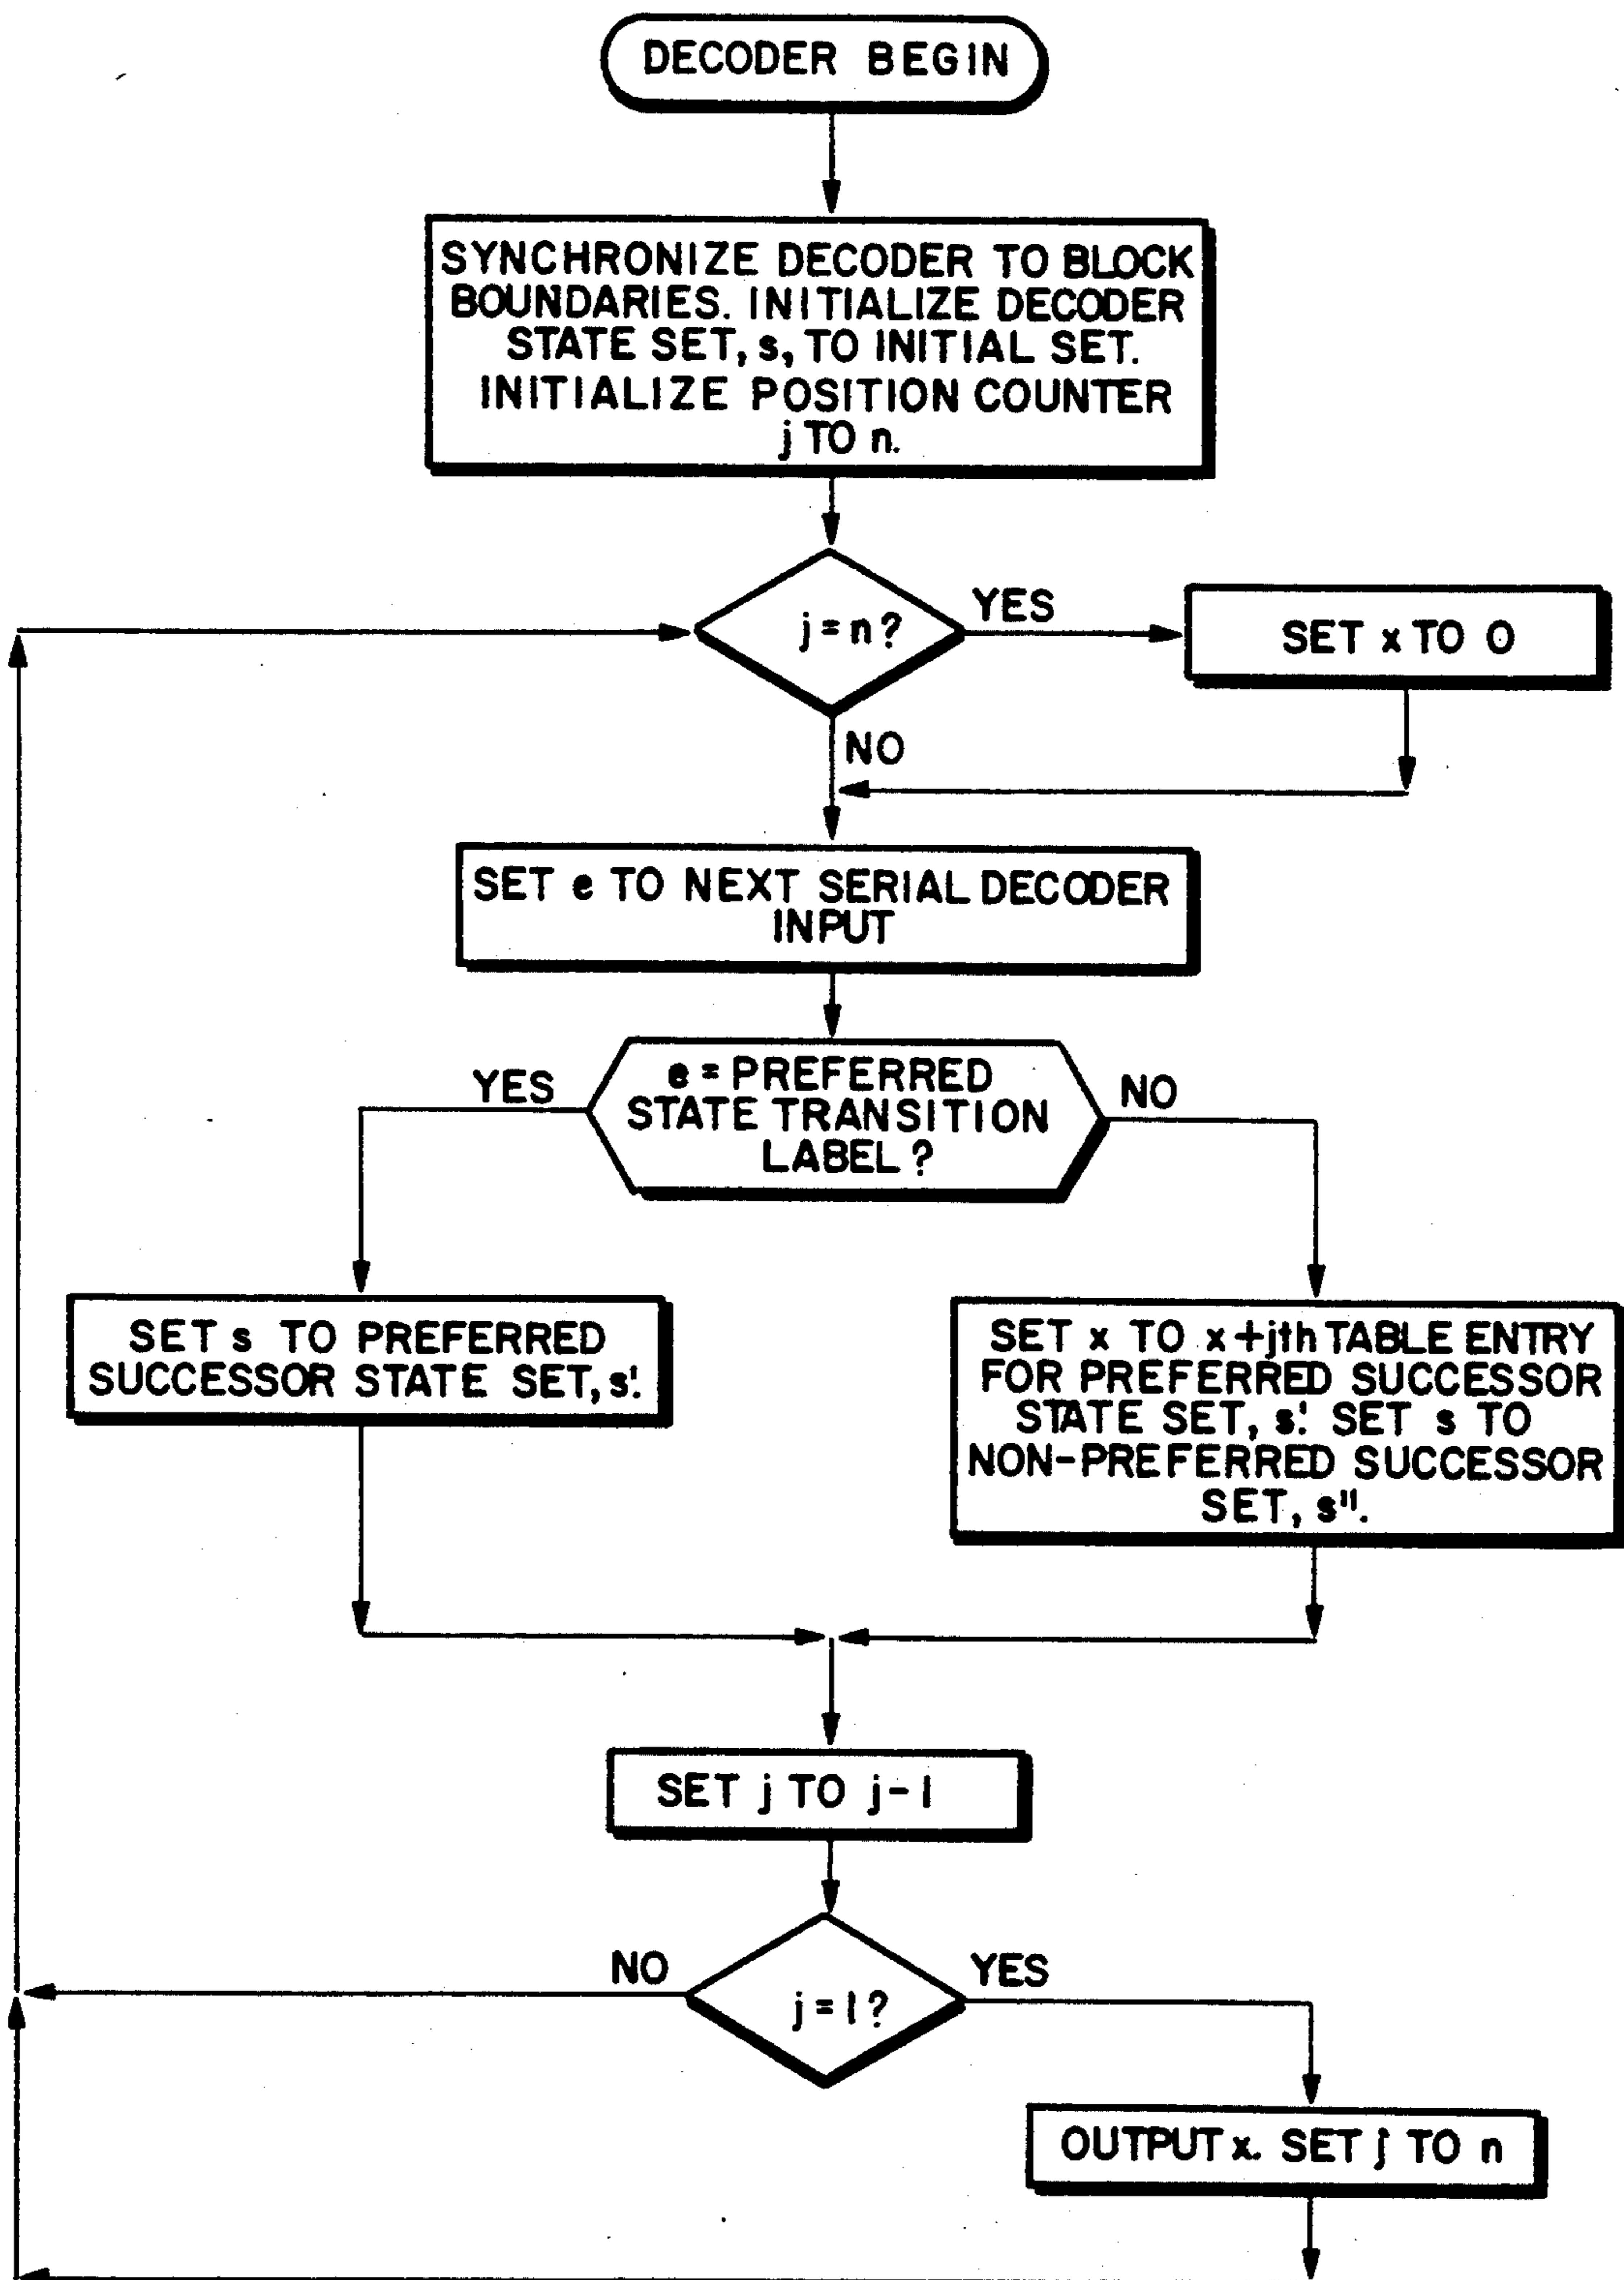 DECODER BEGIN
SYNCHRONIZE DECODER TO BLOCK
BOUNDARIES. INITIALIZE DECODER
STATE SET, s, TO INITIAL SET.
INITIALIZE POSITION COUNTER
j TO n.
j=n?
YES
SET x TO 0
NO
SET e TO NEXT SERIAL DECODER
INPUT
YES
e = PREFERRED
STATE TRANSITION
LABEL?
NO
SET s TO PREFERRED
SUCCESSOR STATE SET, s'.
SET x TO x+jth TABLE ENTRY
FOR PREFERRED SUCCESSOR
STATE SET, s'. SET s TO
NON-PREFERRED SUCCESSOR
SET, s".
SET j TO j-1
NO
j=1?
YES
OUTPUT x. SET j TO n